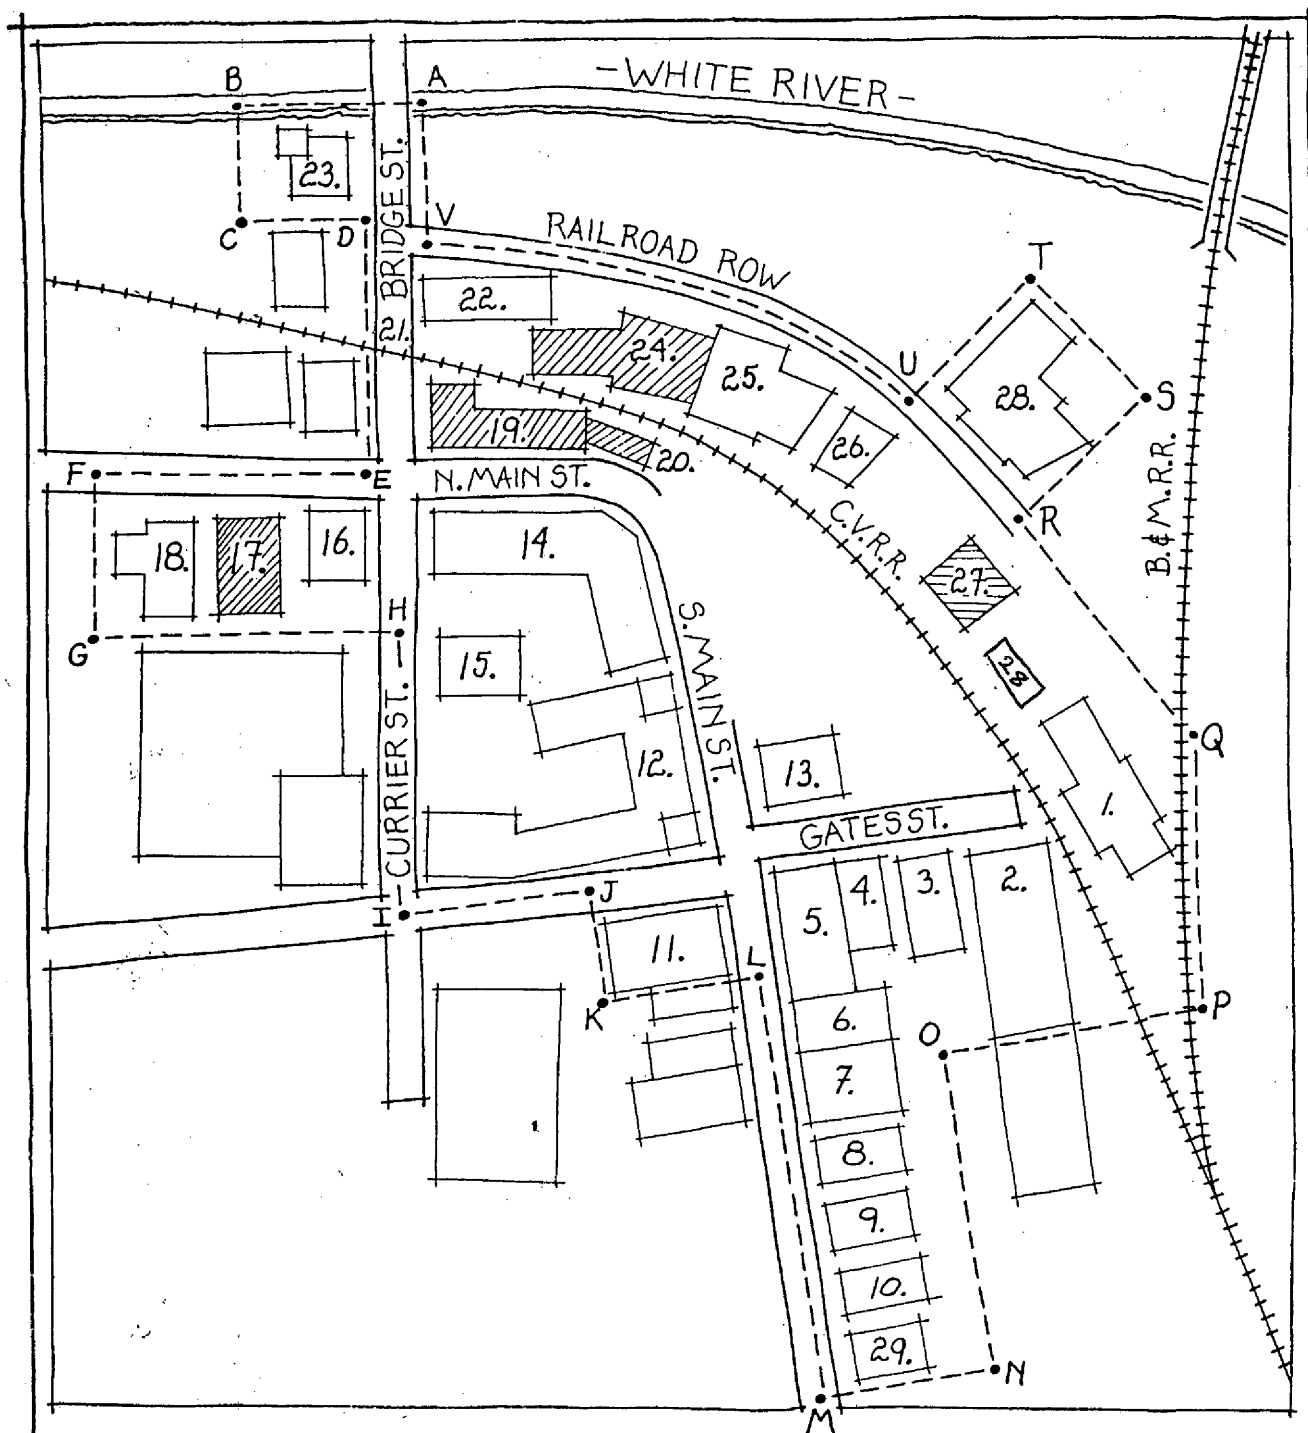 -WHITE RIVER-
B
A
BRIDGE ST.
23.
C
D
V
RAILROAD ROW
T
22.
21.
24.
25.
U
S
28.
19.
20.
26.
F
E
N. MAIN ST.
C.V.R.R.
R
B.&M.R.R.
18.
17.
16.
14.
27.
H
G
15.
S. MAIN ST.
28
Q
CURRIER ST.
12.
13.
1.
GATES ST.
I
J
5.
4.
3.
2.
11.
L
K
P
6.
O
7.
8.
9.
10.
29.
N
M